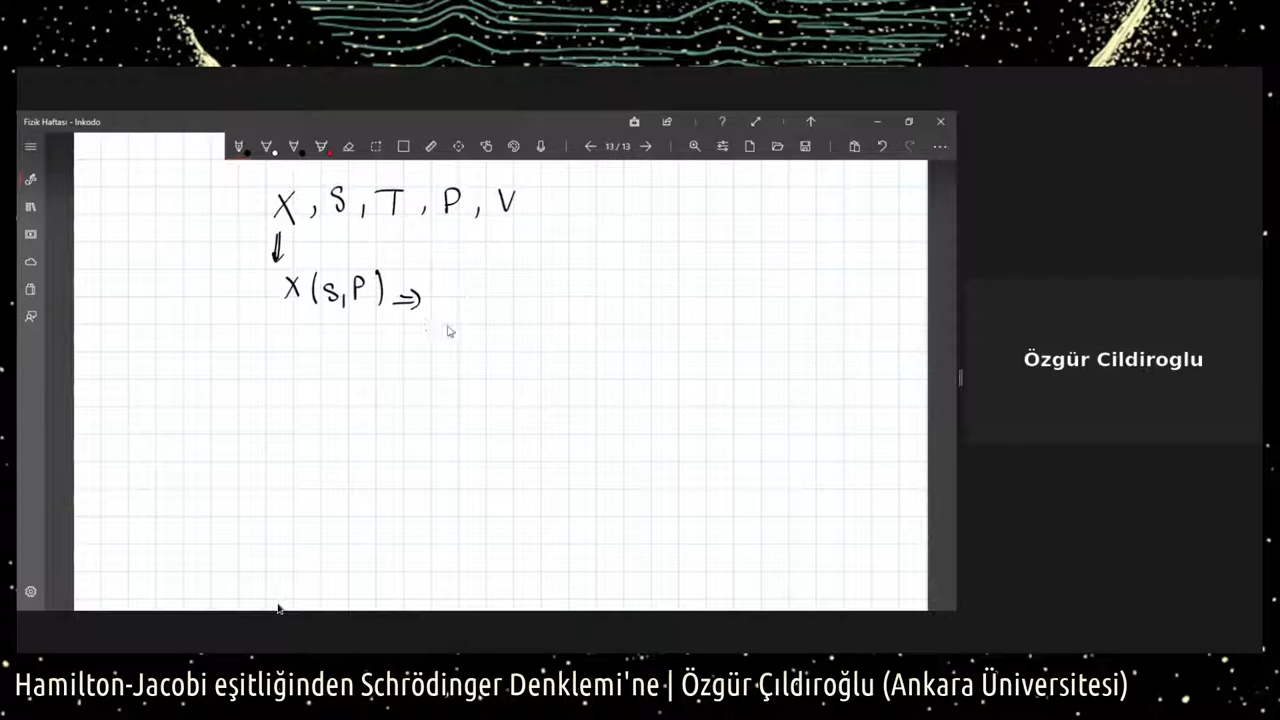 Fizik Haftası - Inkodo
13 / 13
X, S, T, P, V
X(S,P) ⇒
Özgür Cildiroglu
Hamilton-Jacobi eşitliğinden Schrödinger Denklemi'ne | Özgür Çıldıroğlu (Ankara Üniversitesi)